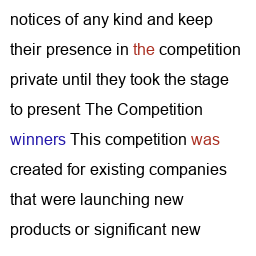 notices of any kind and keep
their presence in the competition
private until they took the stage
to present The Competition
winners This competition was
created for existing companies
that were launching new
products or significant new